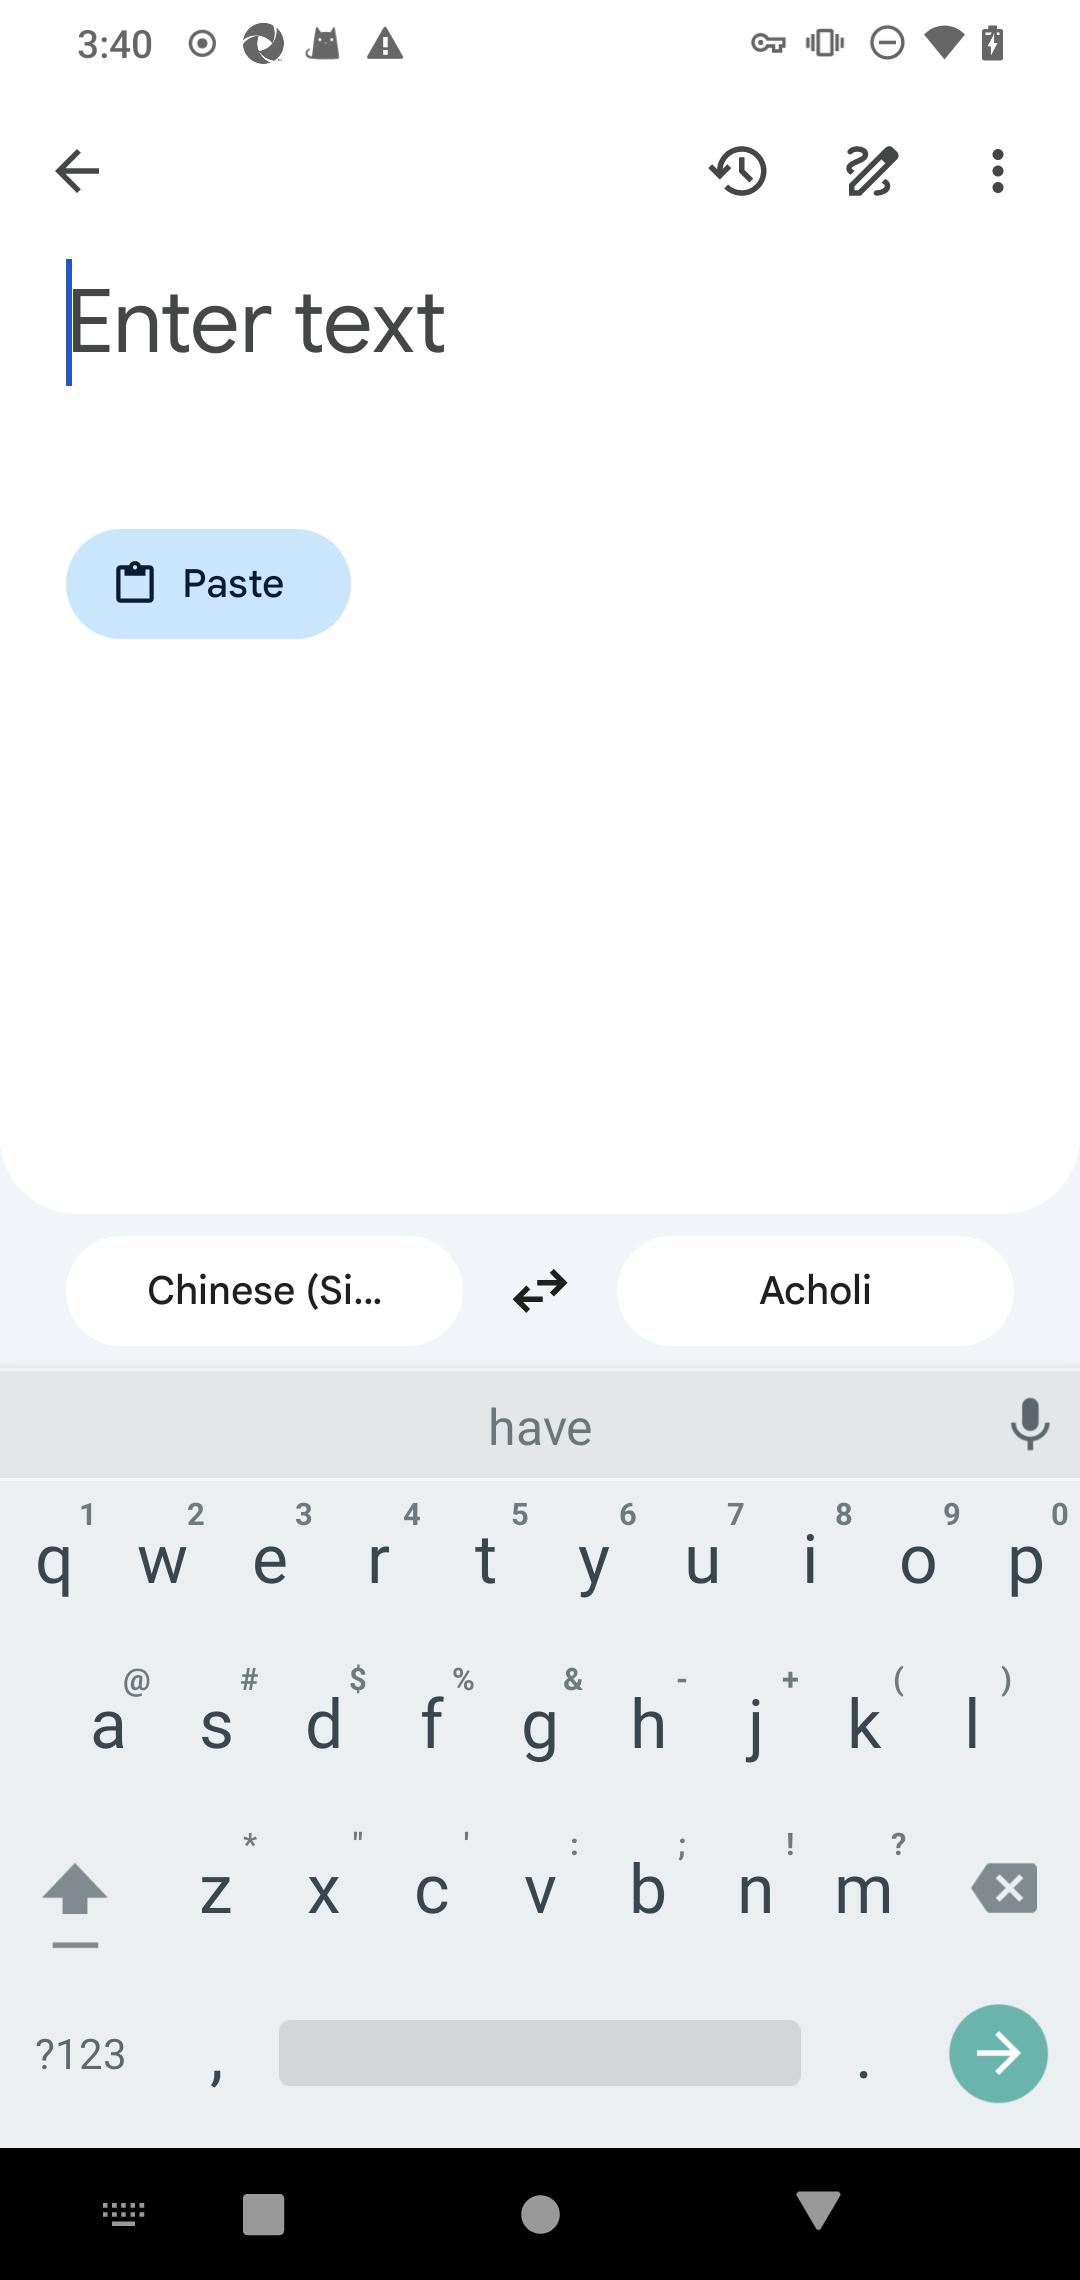 3:40
Enter text
Paste
Chinese (Si...
Acholi
have
1 2 3 4 5 6 7 8 9 0
q w e r t y u i o p
@ # $ % & - + ( )
a s d f g h j k l
* " ' : ; ! ?
z x c v b n m
?123 , .